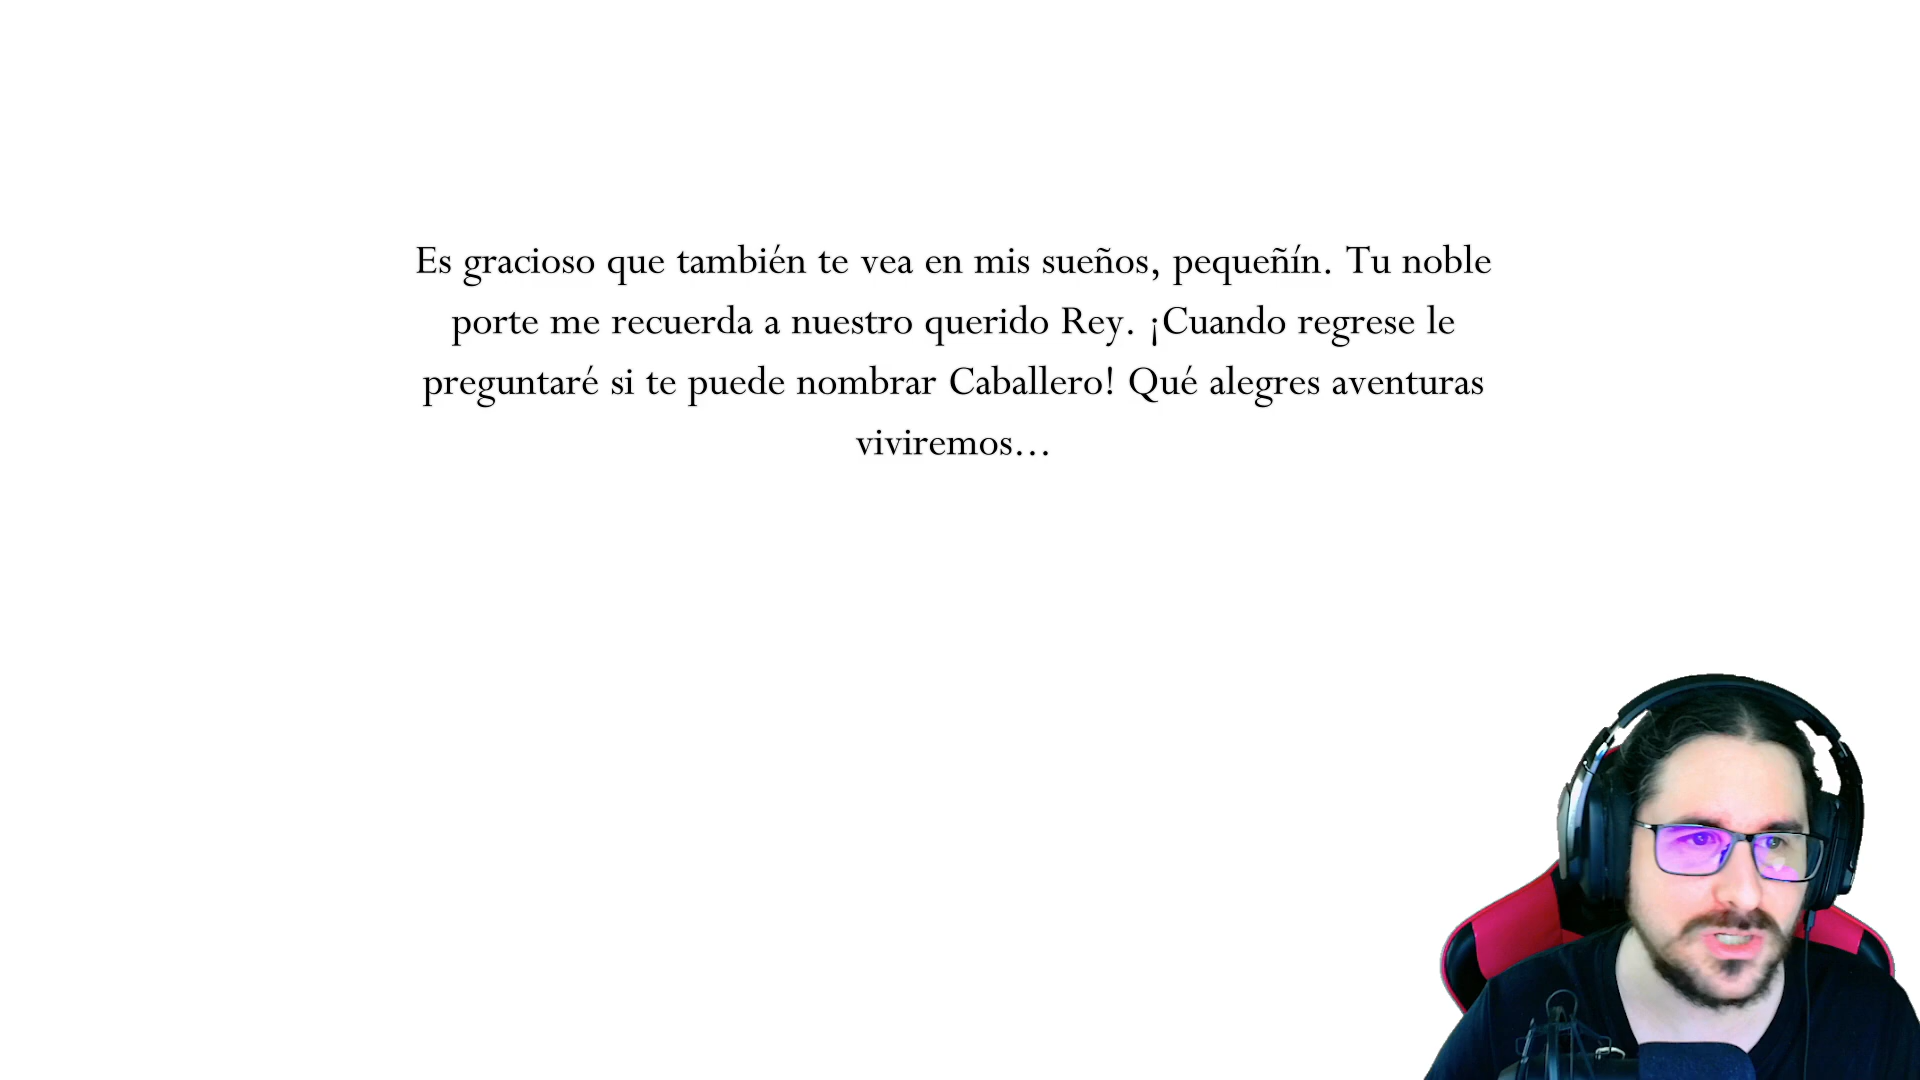 Es gracioso que también te vea en mis sueños, pequeñín. Tu noble
porte me recuerda a nuestro querido Rey. ¡Cuando regrese le
preguntaré si te puede nombrar Caballero! Qué alegres aventuras
viviremos...